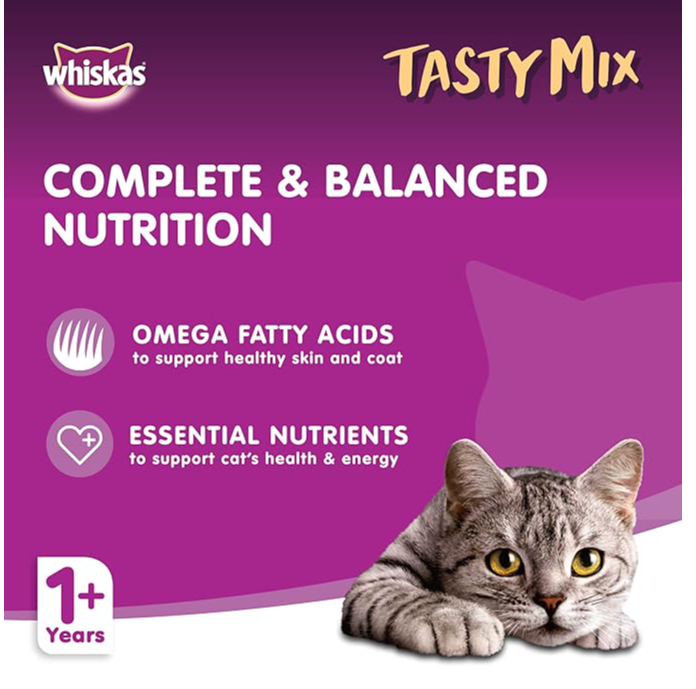 whiskas
TASTY MIX
COMPLETE & BALANCED
NUTRITION
OMEGA FATTY ACIDS
to support healthy skin and coat
ESSENTIAL NUTRIENTS
to support cat's health & energy
1+
Years